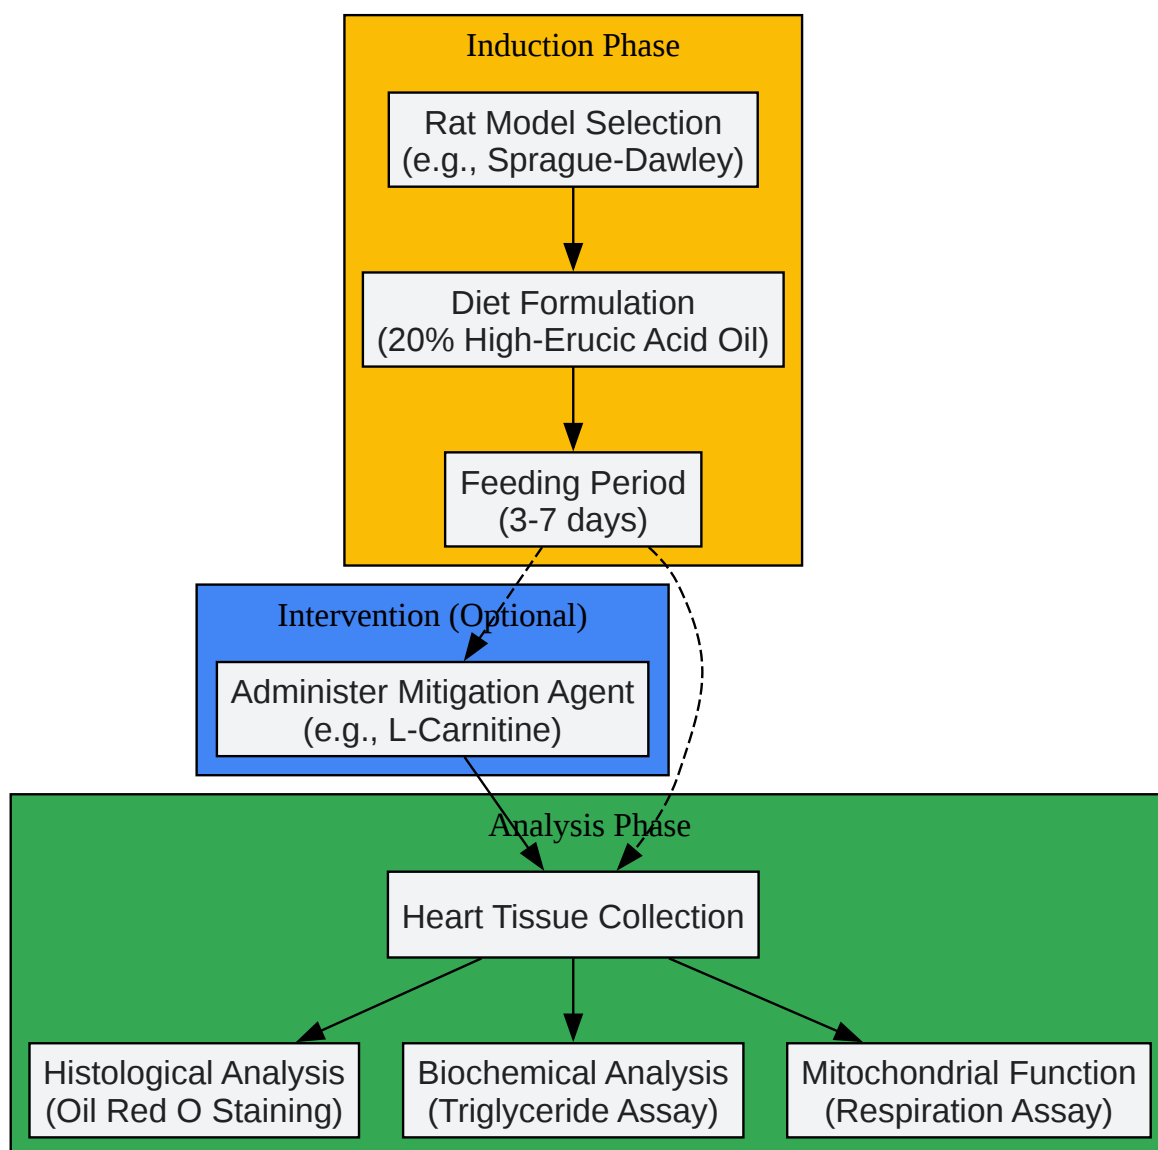 Induction Phase
Rat Model Selection
(e.g., Sprague-Dawley)
Diet Formulation
(20% High-Erucic Acid Oil)
Feeding Period
(3-7 days)
Intervention (Optional)
Administer Mitigation Agent
(e.g., L-Carnitine)
Analysis Phase
Heart Tissue Collection
Histological Analysis
(Oil Red O Staining)
Biochemical Analysis
(Triglyceride Assay)
Mitochondrial Function
(Respiration Assay)